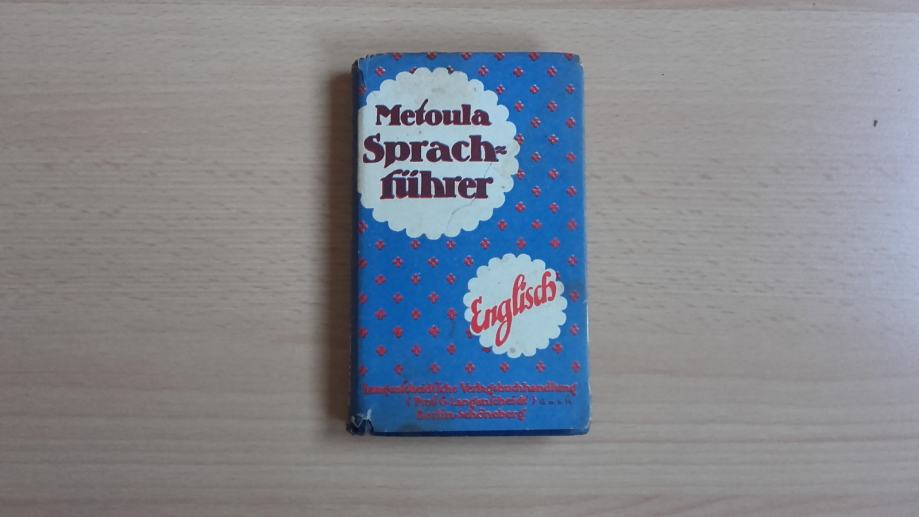 Metoula
Sprach=
führer
Englisch
Langenscheidtsche Verlagsbuchhandlung
(Prof. G. Langenscheidt) G.m.b.H.
Berlin-Schöneberg